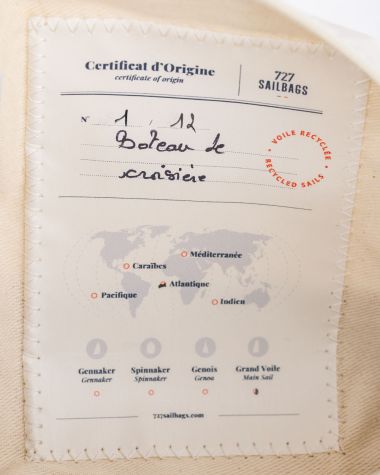 Certificat d'Origine
certificate of origin
727
SAILBAGS
N° 1 . 12
Bateau de
croisière
VOILE RECYCLÉE
RECYCLED SAILS
Méditerranée
Caraïbes
Atlantique
Pacifique
Indien
Gennaker Spinnaker Genois Grand Voile
Gennaker Spinnaker Genoa Main Sail
727sailbags.com